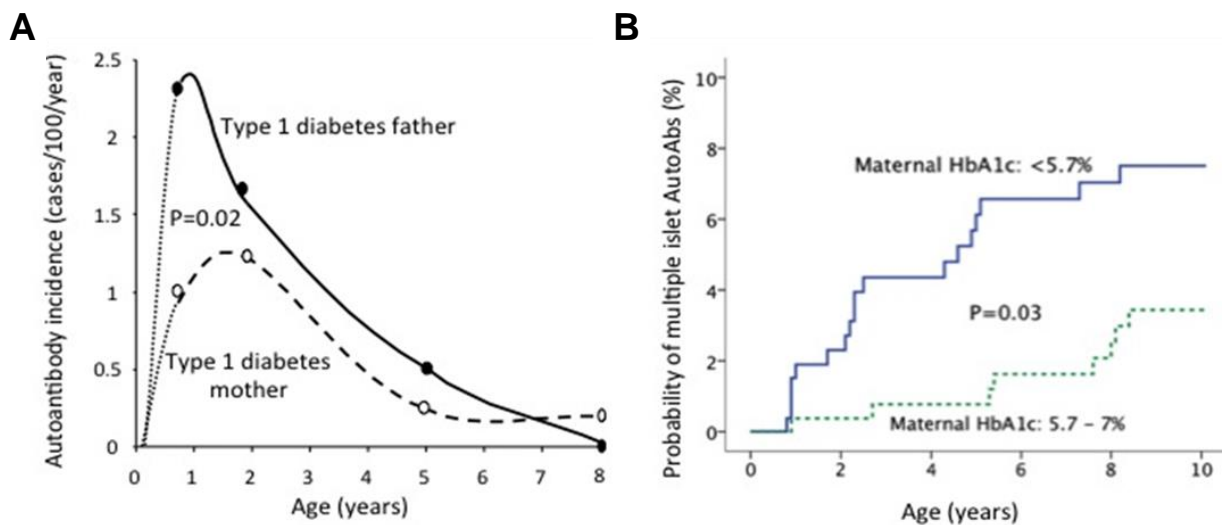 A
Autoantibody incidence (cases/100/year)
2.5
2
1.5
1
0.5
0
Type 1 diabetes father
P=0.02
Type 1 diabetes
mother
0 1 2 3 4 5 6 7 8
Age (years)
B
Probability of multiple islet AutoAbs (%)
10
8
6
4
2
0
Maternal HbA1c: <5.7%
P=0.03
Maternal HbA1c: 5.7 – 7%
0 2 4 6 8 10
Age (years)